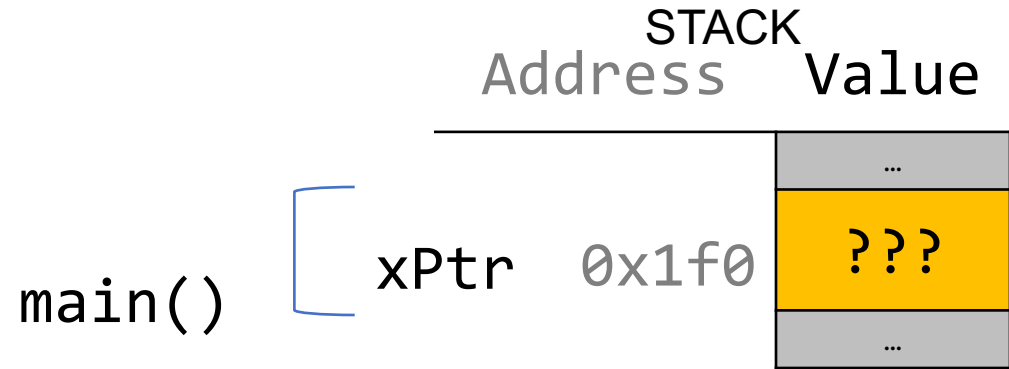 STACK
Address Value
…
xPtr 0x1f0 ???
main()
…